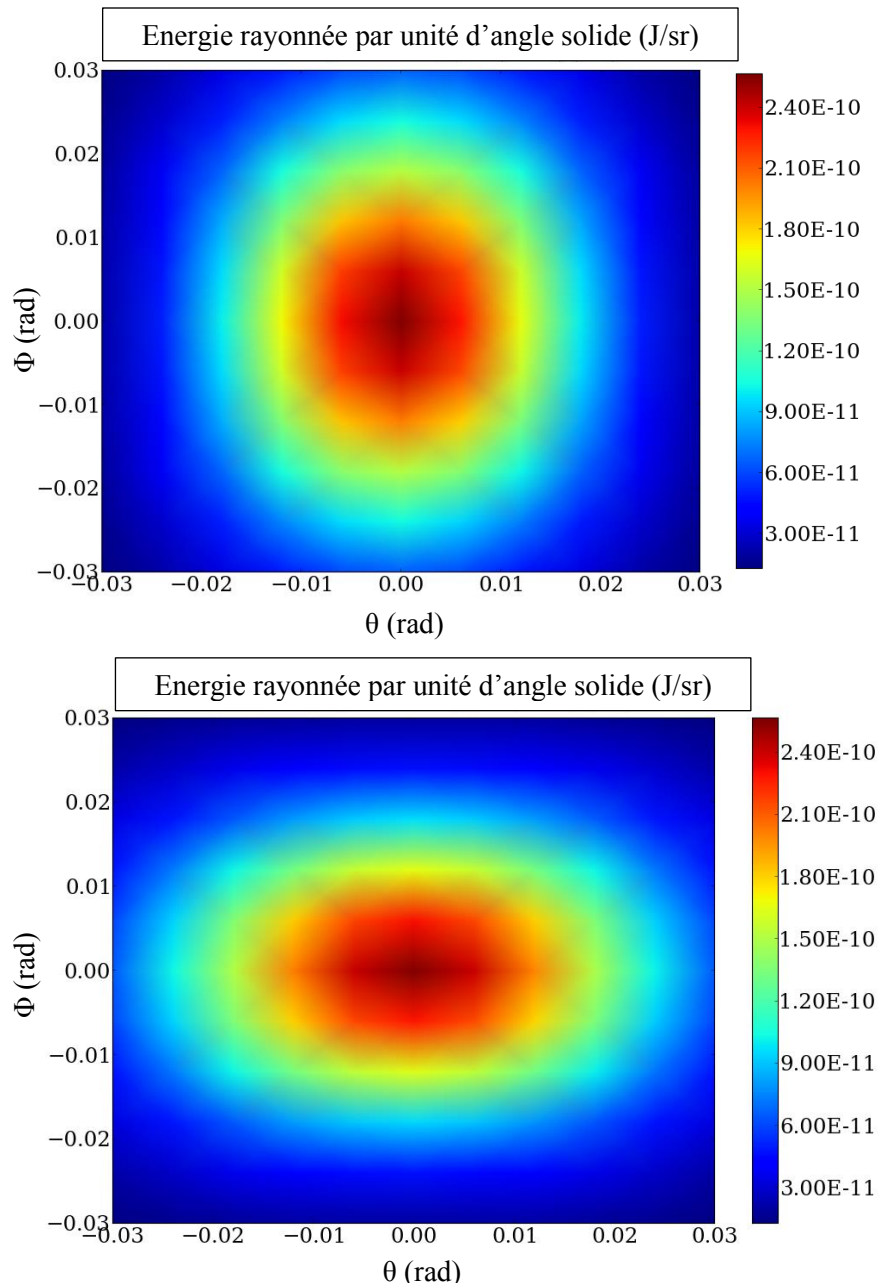 Energie rayonnée par unité d’angle solide (J/sr)
0.03
0.02
0.01
0.00
−0.01
−0.02
−0.03
Φ (rad)
−0.03
−0.02
−0.01
0.00
0.01
0.02
0.03
θ (rad)
2.40E-10
2.10E-10
1.80E-10
1.50E-10
1.20E-10
9.00E-11
6.00E-11
3.00E-11
Energie rayonnée par unité d’angle solide (J/sr)
0.03
0.02
0.01
0.00
−0.01
−0.02
−0.03
Φ (rad)
−0.03
−0.02
−0.01
0.00
0.01
0.02
0.03
θ (rad)
2.40E-10
2.10E-10
1.80E-10
1.50E-10
1.20E-10
9.00E-11
6.00E-11
3.00E-11